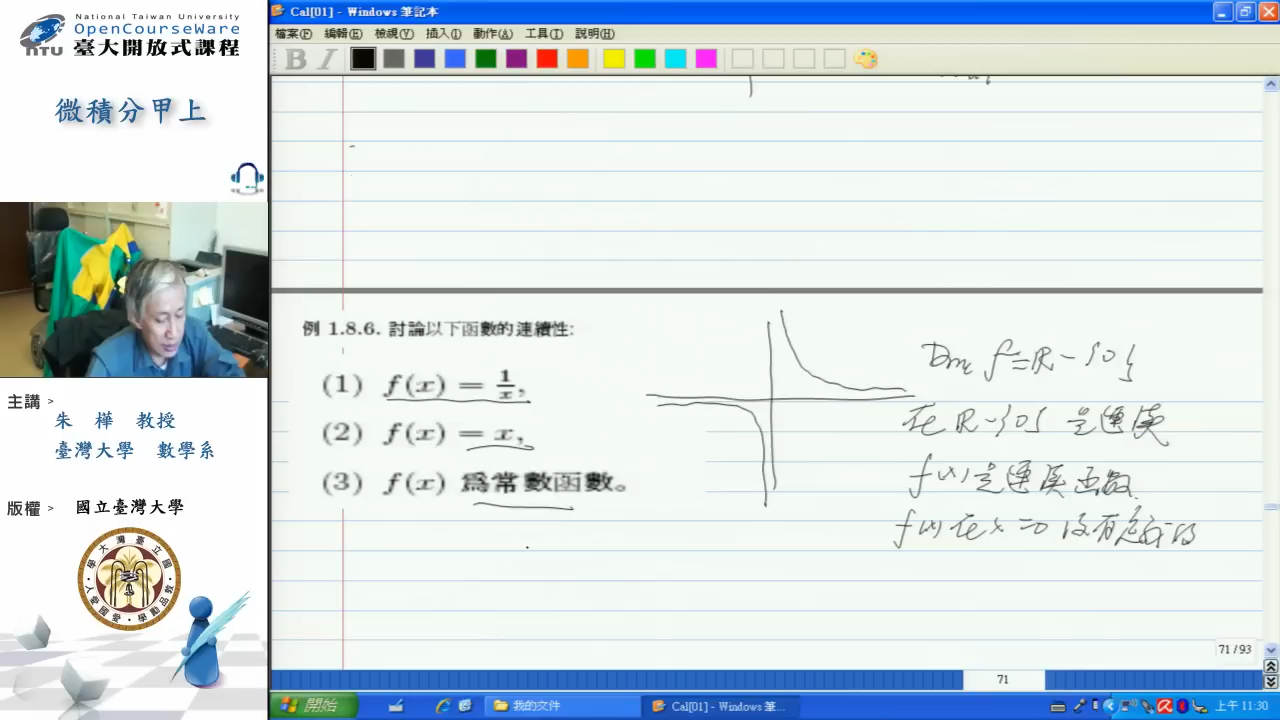 National Taiwan University
OpenCourseWare
NTU 臺大開放式課程
微積分甲上
主講 >
朱 樺 教授
臺灣大學 數學系
版權 > 國立臺灣大學
Cal[01] - Windows 筆記本
檔案(F) 編輯(E) 檢視(V) 插入(I) 動作(A) 工具(T) 說明(H)
B I
例 1.8.6. 討論以下函數的連續性:
(1) f(x) = 1/x,
(2) f(x) = x,
(3) f(x) 爲常數函數。
Dom f = R - {0}
在 R - {0} 是連續
f(x) 是連續函數
f(x) 在 x = 0 沒有定義的
71 / 93
71
開始
我的文件
Cal[01] - Windows 筆...
上午 11:30